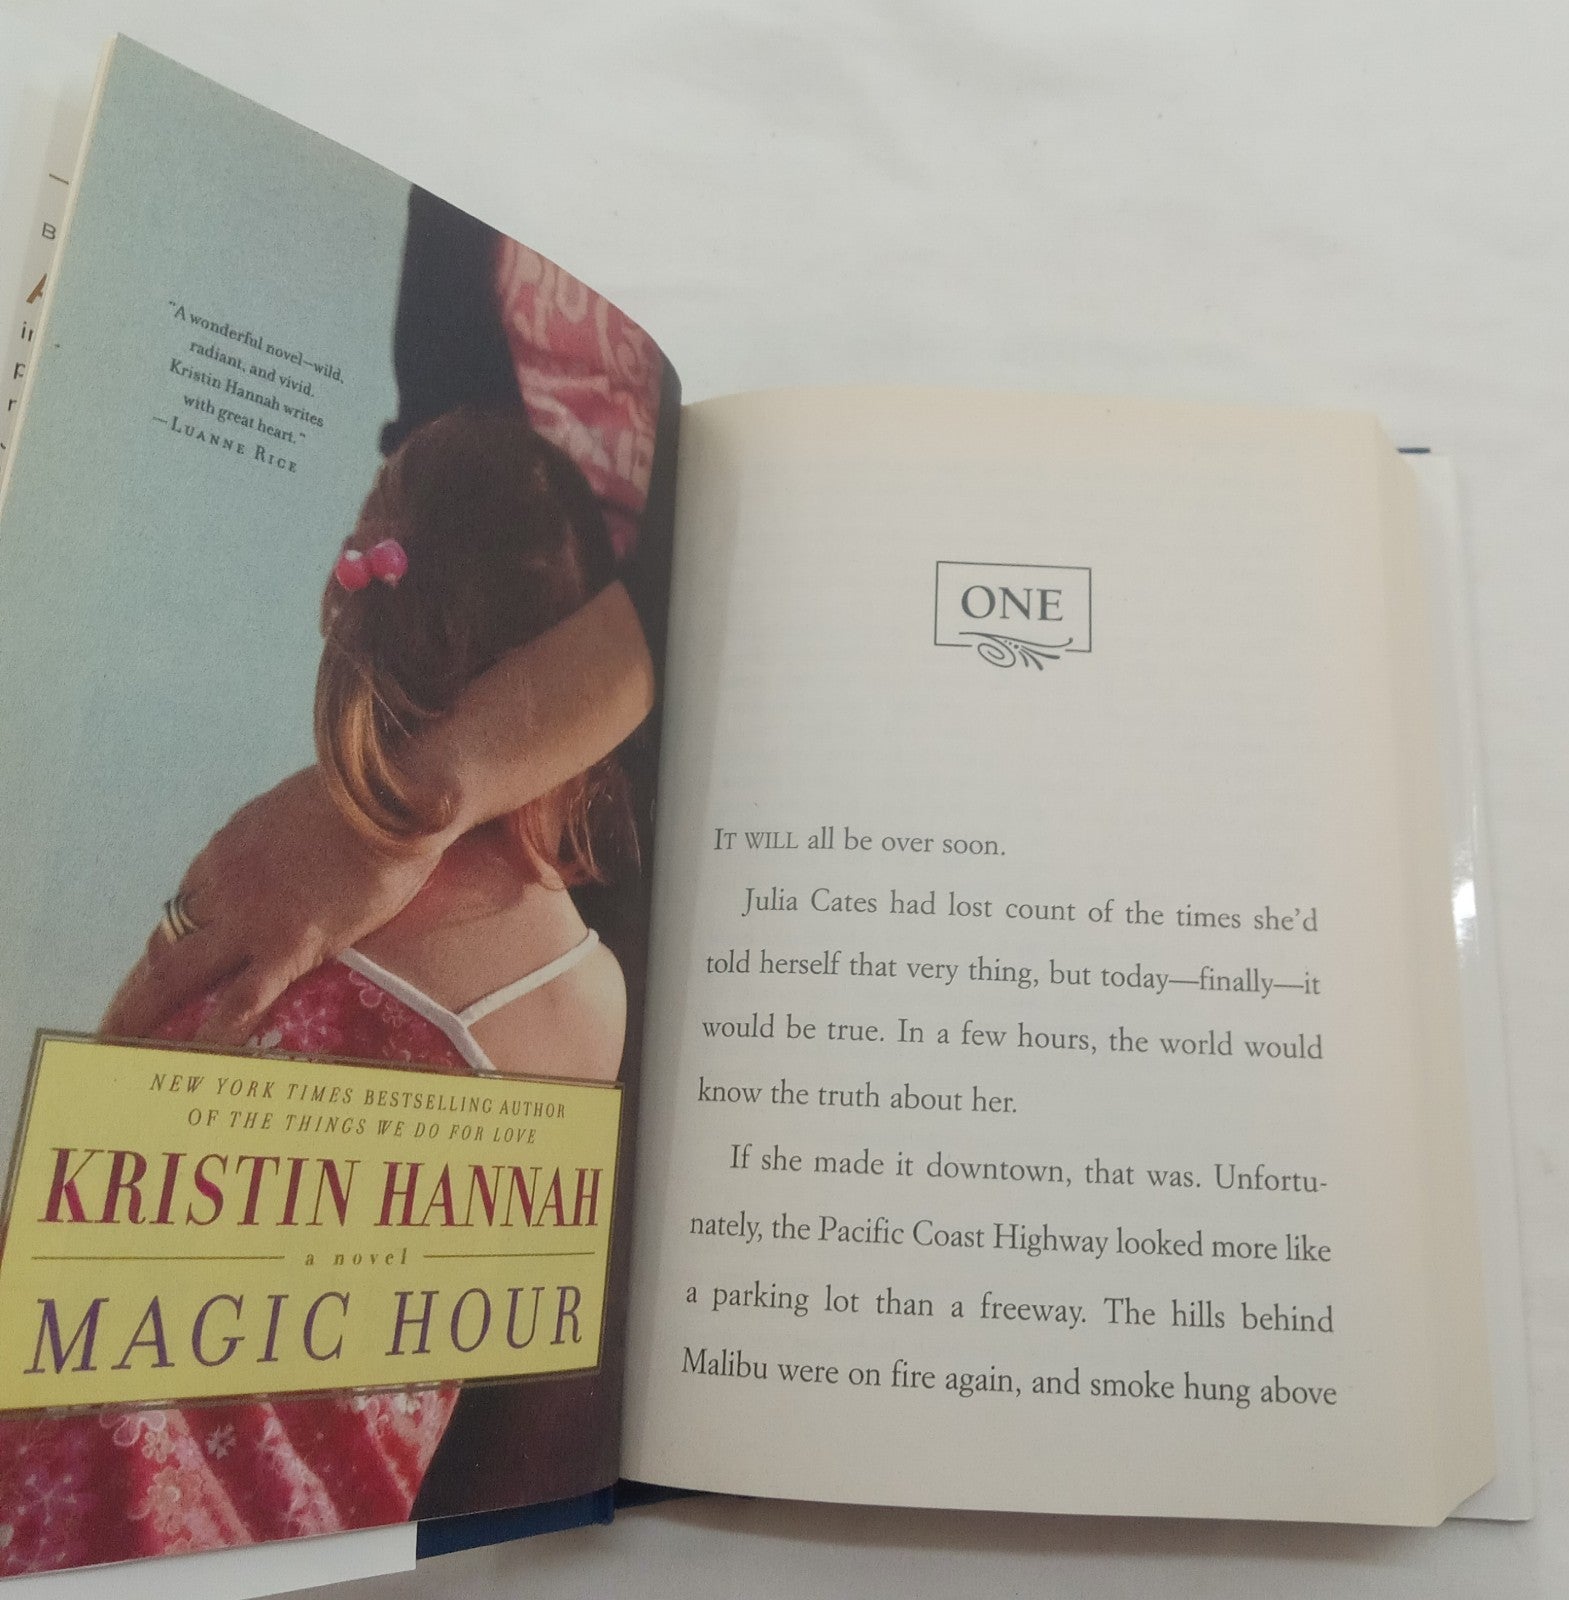 "A wonderful novel—wild,
radiant, and vivid.
Kristin Hannah writes
with great heart."
—LUANNE RICE
NEW YORK TIMES BESTSELLING AUTHOR
OF THE THINGS WE DO FOR LOVE
KRISTIN HANNAH
a novel
MAGIC HOUR
ONE
IT WILL all be over soon.
Julia Cates had lost count of the times she'd
told herself that very thing, but today—finally—it
would be true. In a few hours, the world would
know the truth about her.
If she made it downtown, that was. Unfortu-
nately, the Pacific Coast Highway looked more like
a parking lot than a freeway. The hills behind
Malibu were on fire again, and smoke hung above